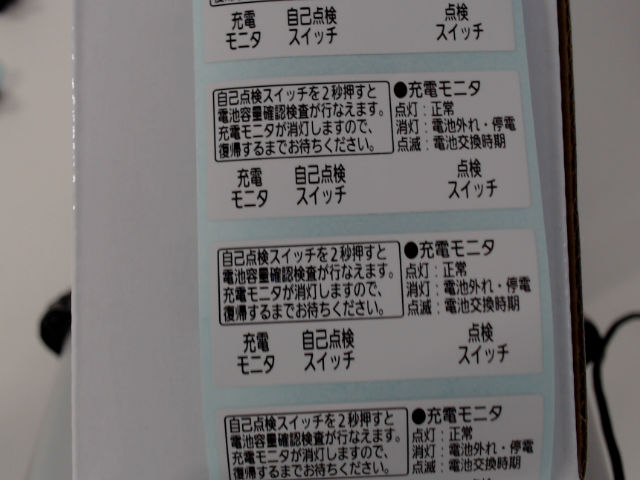 充電 自己点検 点検
モニタ スイッチ スイッチ
自己点検スイッチを2秒押すと
電池容量確認検査が行なえます。
充電モニタが消灯しますので、
復帰するまでお待ちください。
●充電モニタ
点灯:正常
消灯:電池外れ・停電
点滅:電池交換時期
充電 自己点検 点検
モニタ スイッチ スイッチ
自己点検スイッチを2秒押すと
電池容量確認検査が行なえます。
充電モニタが消灯しますので、
復帰するまでお待ちください。
●充電モニタ
点灯:正常
消灯:電池外れ・停電
点滅:電池交換時期
充電 自己点検 点検
モニタ スイッチ スイッチ
自己点検スイッチを2秒押すと
電池容量確認検査が行なえます。
充電モニタが消灯しますので、
復帰するまでお待ちください。
●充電モニタ
点灯:正常
消灯:電池外れ・停電
点滅:電池交換時期